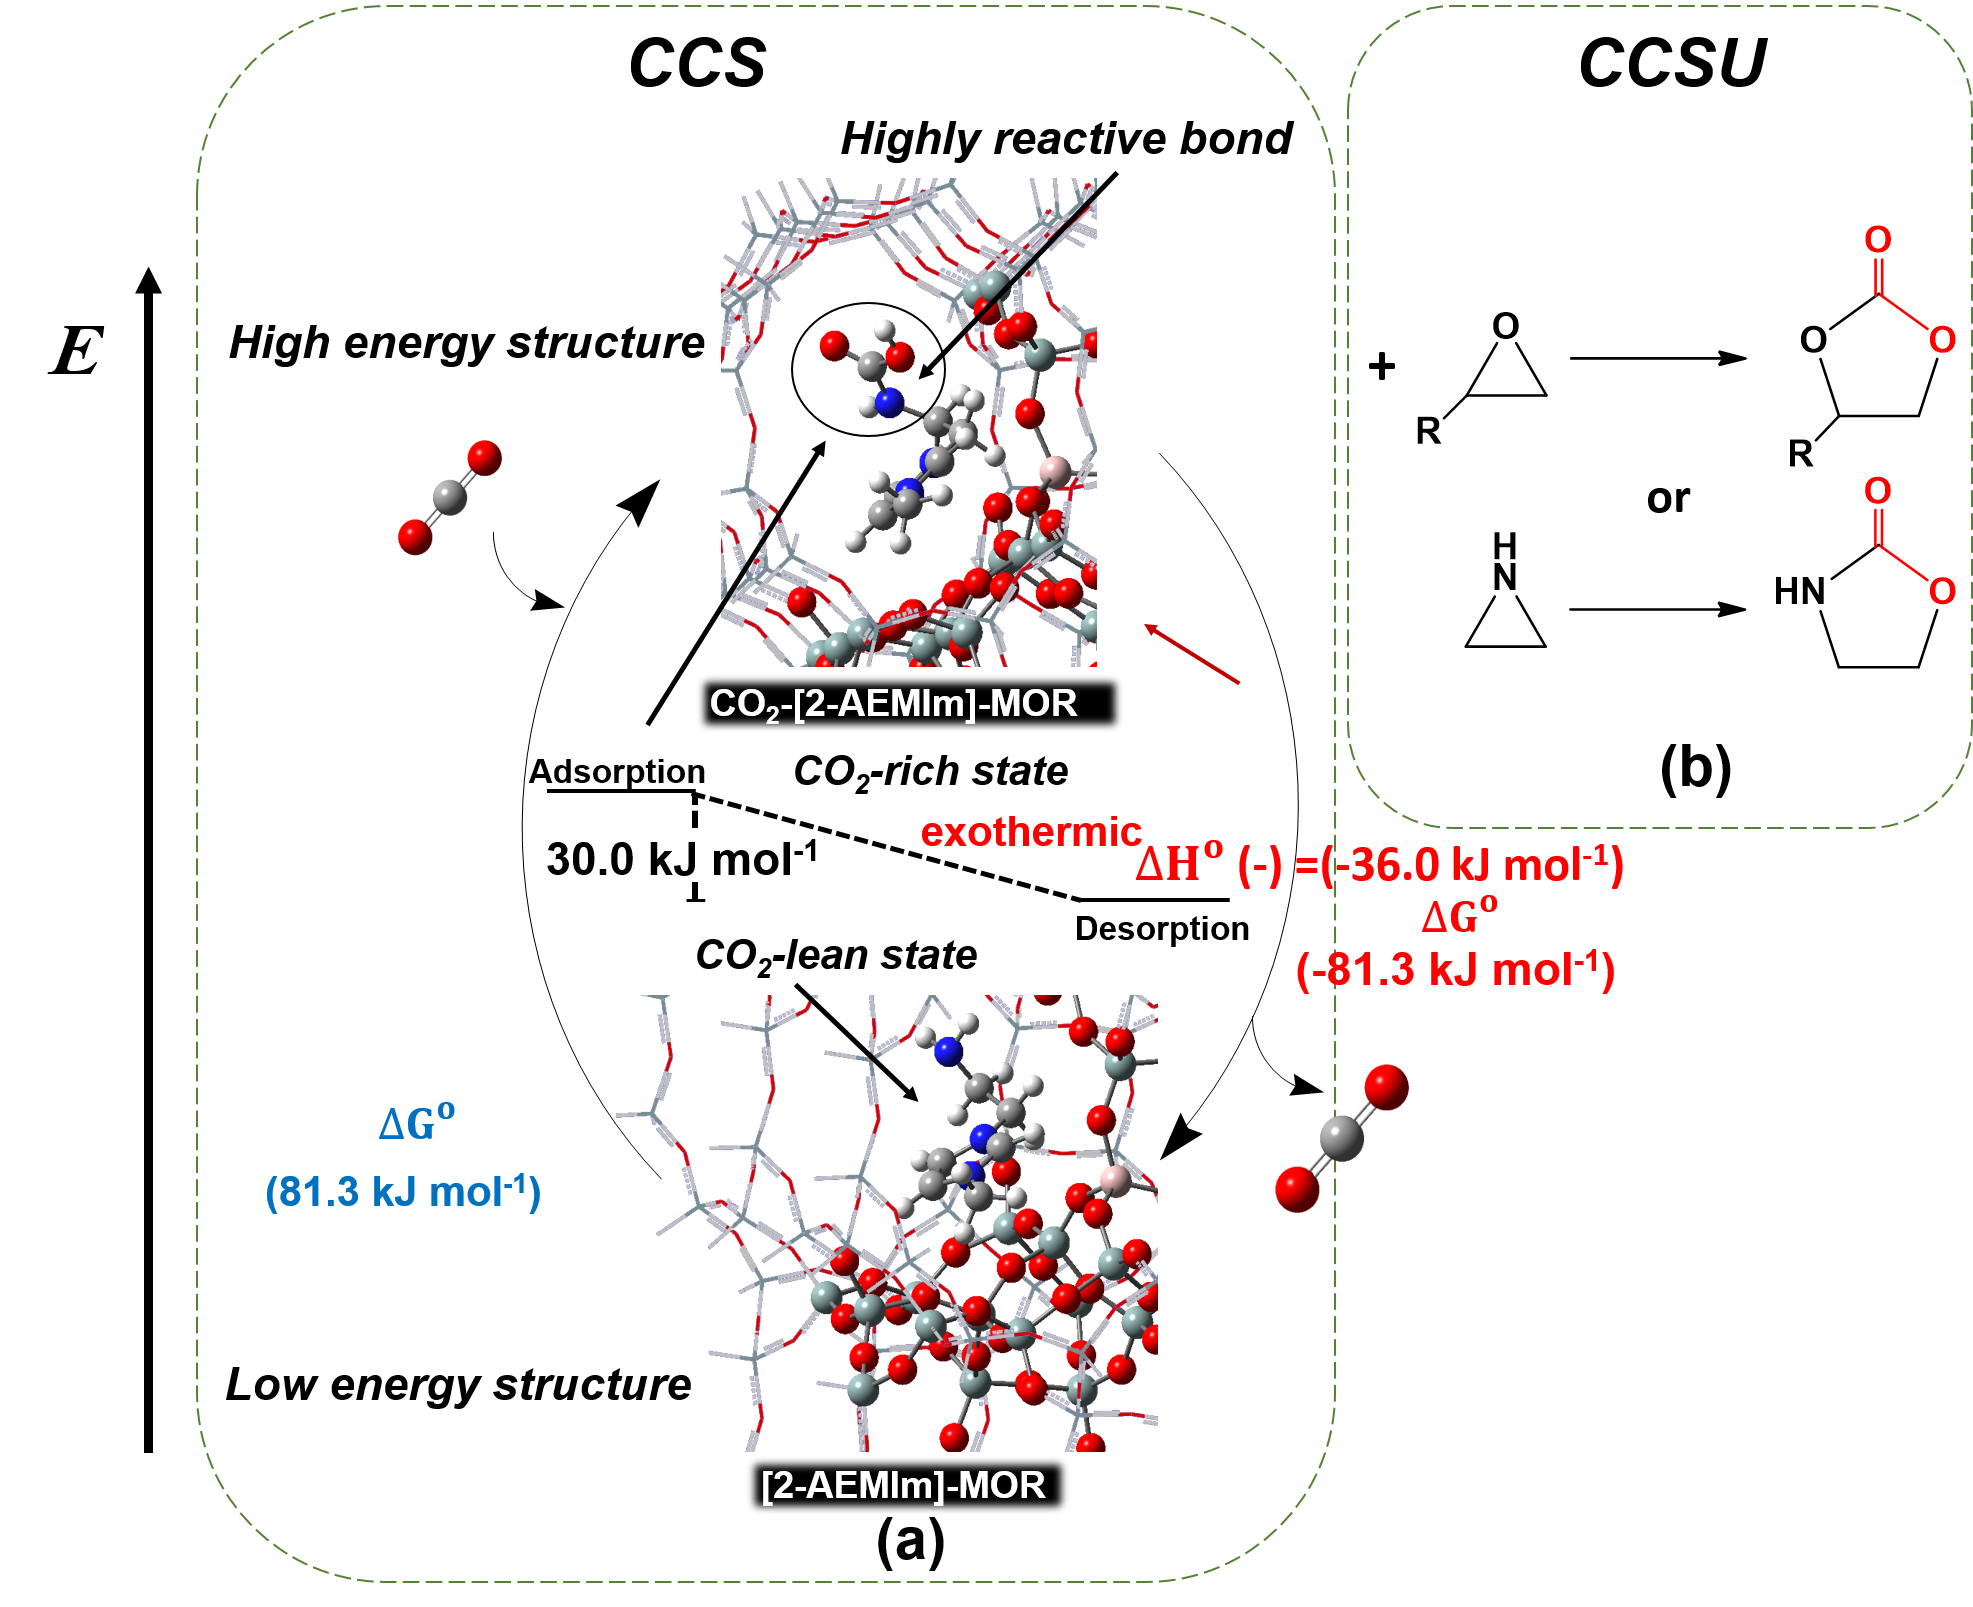 CCS
CCSU
Highly reactive bond
E
High energy structure
CO₂-[2-AEMIm]-MOR
Adsorption
CO₂-rich state
30.0 kJ mol⁻¹
exothermic
ΔHᵒ (-) =(-36.0 kJ mol⁻¹)
ΔGᵒ
(-81.3 kJ mol⁻¹)
Desorption
CO₂-lean state
ΔGᵒ
(81.3 kJ mol⁻¹)
Low energy structure
[2-AEMIm]-MOR
(a)
+
O
R
O
O
O
R
or
H
N
O
HN
O
(b)